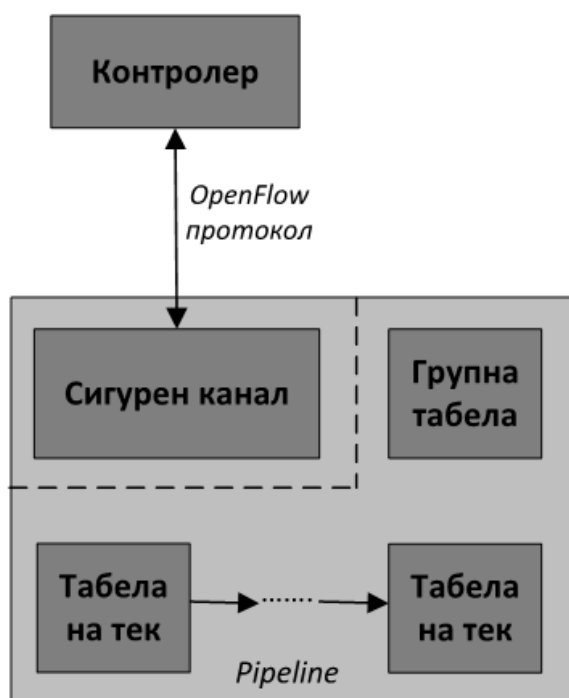 Контролер
OpenFlow
протокол
Сигурен канал
Групна
табела
Табела
на тек
.......
Табела
на тек
Pipeline